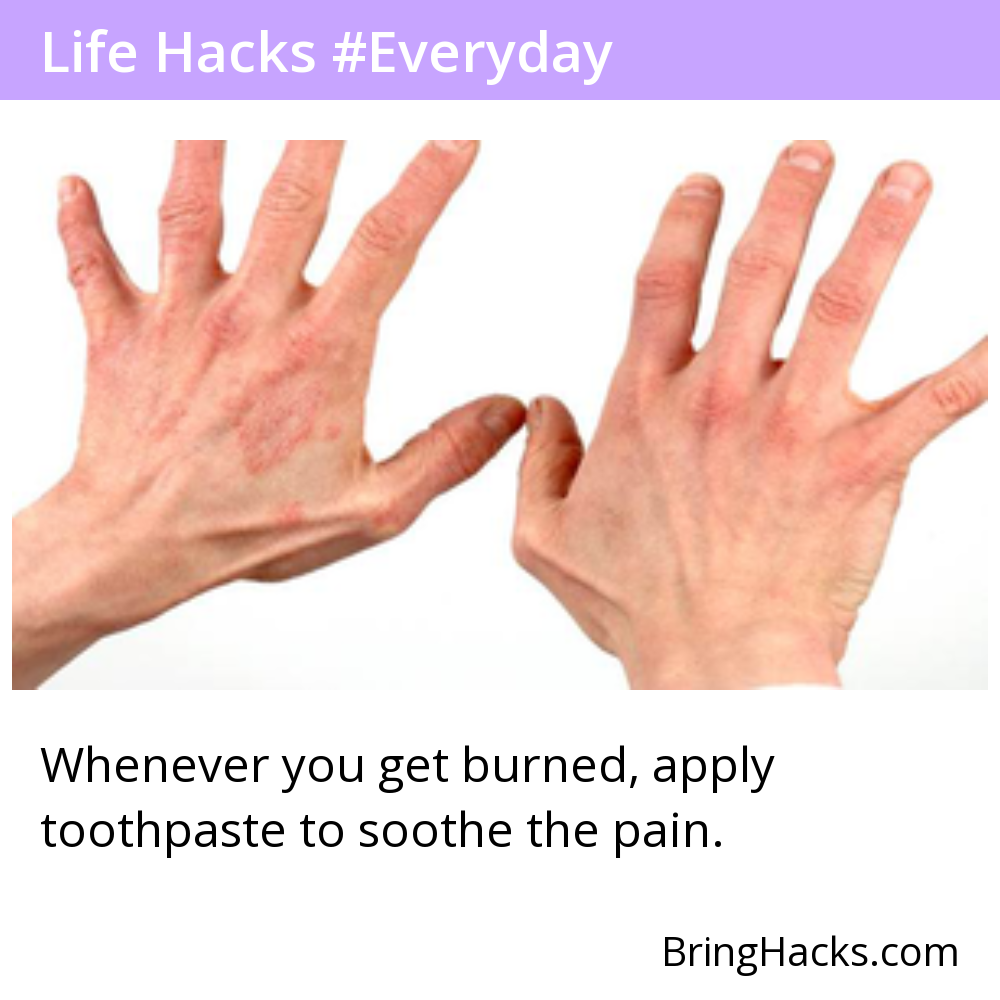 Life Hacks #Everyday
Whenever you get burned, apply
toothpaste to soothe the pain.
BringHacks.com